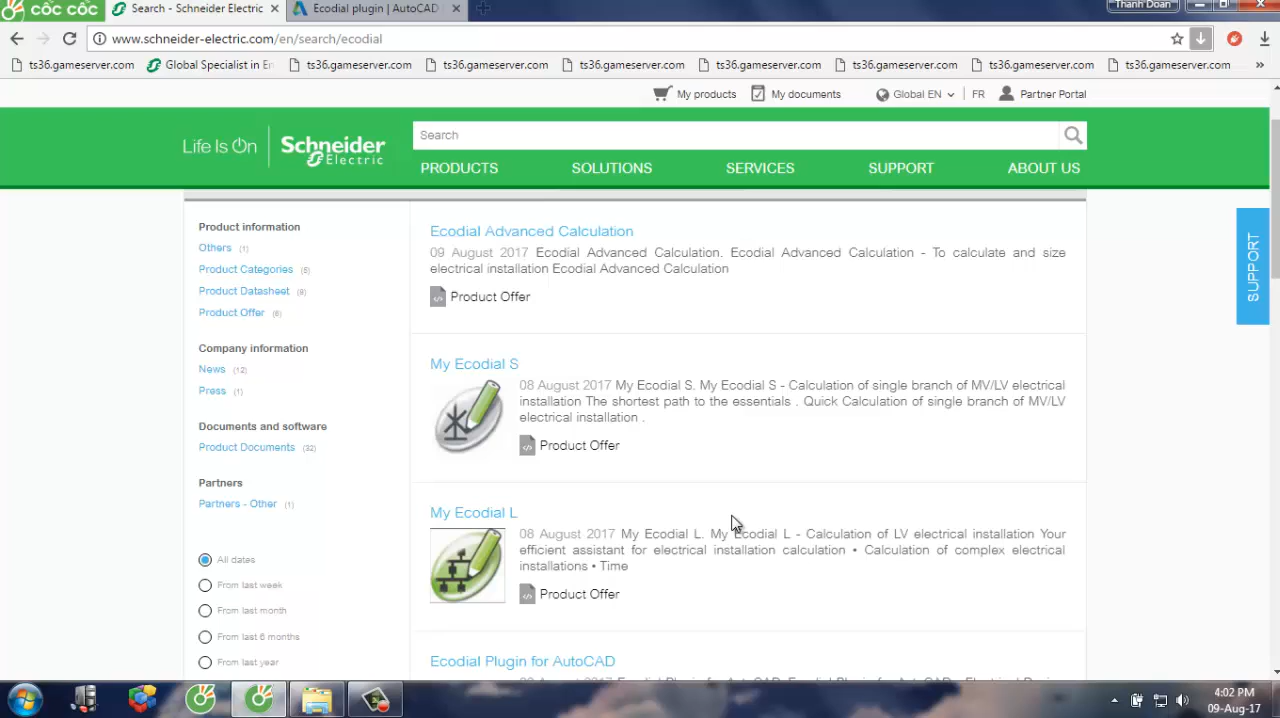 cốc cốc
Search - Schneider Electric
Ecodial plugin | AutoCAD
Thanh Doan
www.schneider-electric.com/en/search/ecodial
ts36.gameserver.com
Global Specialist in En
ts36.gameserver.com
ts36.gameserver.com
ts36.gameserver.com
ts36.gameserver.com
ts36.gameserver.com
ts36.gameserver.com
ts36.gameserver.com
»
My products
My documents
Global EN
FR
Partner Portal
Life Is On
Schneider Electric
Search
PRODUCTS
SOLUTIONS
SERVICES
SUPPORT
ABOUT US
SUPPORT
Product information
Others (1)
Product Categories (5)
Product Datasheet (9)
Product Offer (6)
Company information
News (12)
Press (1)
Documents and software
Product Documents (32)
Partners
Partners - Other (1)
All dates
From last week
From last month
From last 6 months
From last year
Ecodial Advanced Calculation
09 August 2017 Ecodial Advanced Calculation. Ecodial Advanced Calculation - To calculate and size
electrical installation Ecodial Advanced Calculation
Product Offer
My Ecodial S
08 August 2017 My Ecodial S. My Ecodial S - Calculation of single branch of MV/LV electrical
installation The shortest path to the essentials . Quick Calculation of single branch of MV/LV
electrical installation .
Product Offer
My Ecodial L
08 August 2017 My Ecodial L. My Ecodial L - Calculation of LV electrical installation Your
efficient assistant for electrical installation calculation • Calculation of complex electrical
installations • Time
Product Offer
Ecodial Plugin for AutoCAD
4:02 PM
09-Aug-17